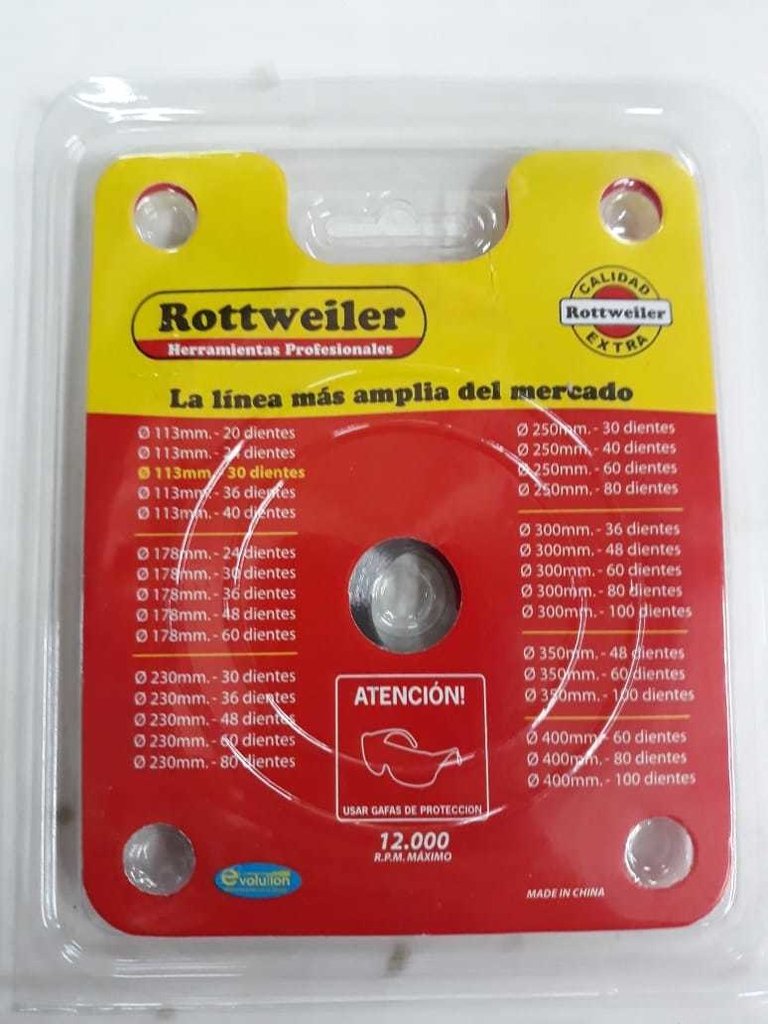 Rottweiler
Herramientas Profesionales
CALIDAD
Rottweiler
EXTRA
La línea más amplia del mercado
Ø 113mm. - 20 dientes
Ø 113mm. - 24 dientes
Ø 113mm. - 30 dientes
Ø 113mm. - 36 dientes
Ø 113mm. - 40 dientes
Ø 178mm. - 24 dientes
Ø 178mm. - 30 dientes
Ø 178mm. - 36 dientes
Ø 178mm. - 48 dientes
Ø 178mm. - 60 dientes
Ø 230mm. - 30 dientes
Ø 230mm. - 36 dientes
Ø 230mm. - 48 dientes
Ø 230mm. - 60 dientes
Ø 230mm. - 80 dientes
Ø 250mm. - 30 dientes
Ø 250mm. - 40 dientes
Ø 250mm. - 60 dientes
Ø 250mm. - 80 dientes
Ø 300mm. - 36 dientes
Ø 300mm. - 48 dientes
Ø 300mm. - 60 dientes
Ø 300mm. - 80 dientes
Ø 300mm. - 100 dientes
Ø 350mm. - 48 dientes
Ø 350mm. - 60 dientes
Ø 350mm. - 100 dientes
Ø 400mm. - 60 dientes
Ø 400mm. - 80 dientes
Ø 400mm. - 100 dientes
ATENCIÓN!
USAR GAFAS DE PROTECCION
12.000
R.P.M. MÁXIMO
evolution
MADE IN CHINA